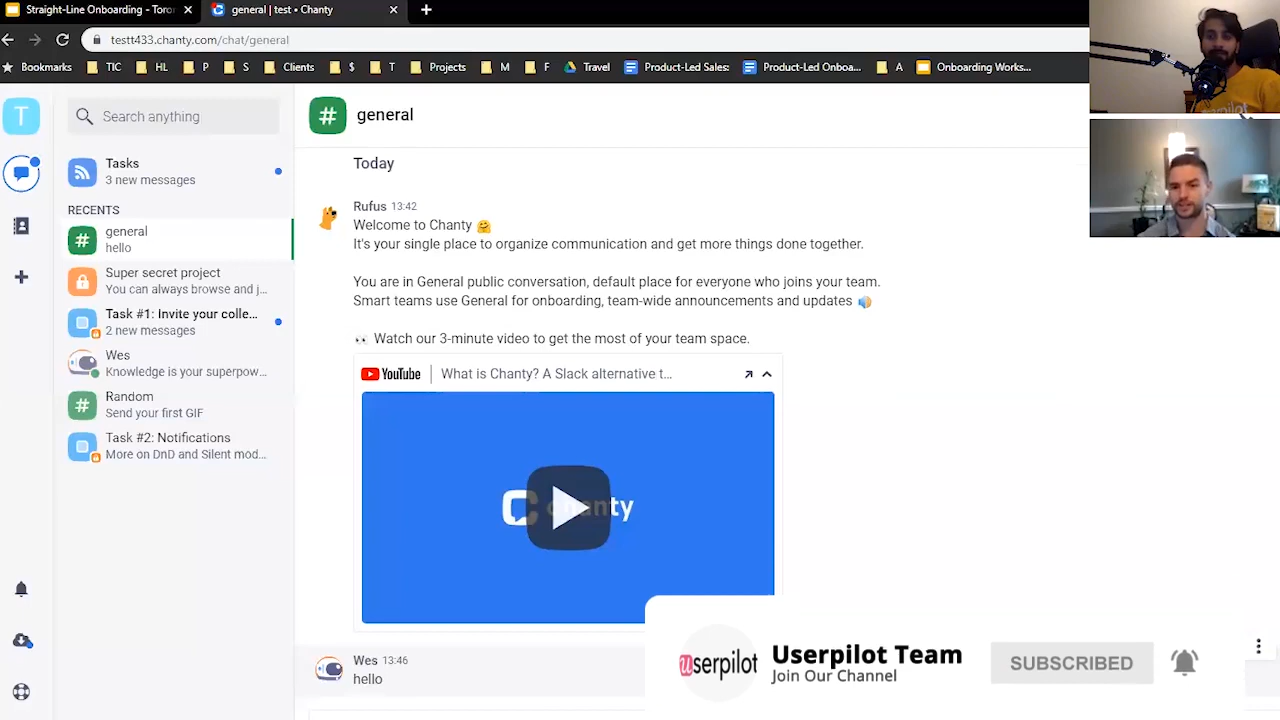 Straight-Line Onboarding - Toro
general | test • Chanty
testt433.chanty.com/chat/general
Bookmarks TIC HL P S Clients $ T Projects M F Travel Product-Led Sales: Product-Led Onboa... A Onboarding Works...
T
Search anything
Tasks
3 new messages
RECENTS
general
hello
Super secret project
You can always browse and j...
Task #1: Invite your colle...
2 new messages
Wes
Knowledge is your superpow...
Random
Send your first GIF
Task #2: Notifications
More on DnD and Silent mod...
# general
Today
Rufus 13:42
Welcome to Chanty 🤗
It's your single place to organize communication and get more things done together.
You are in General public conversation, default place for everyone who joins your team.
Smart teams use General for onboarding, team-wide announcements and updates 🔊
👀 Watch our 3-minute video to get the most of your team space.
YouTube What is Chanty? A Slack alternative t...
chanty
Wes 13:46
hello
userpilot
Userpilot Team
Join Our Channel
SUBSCRIBED